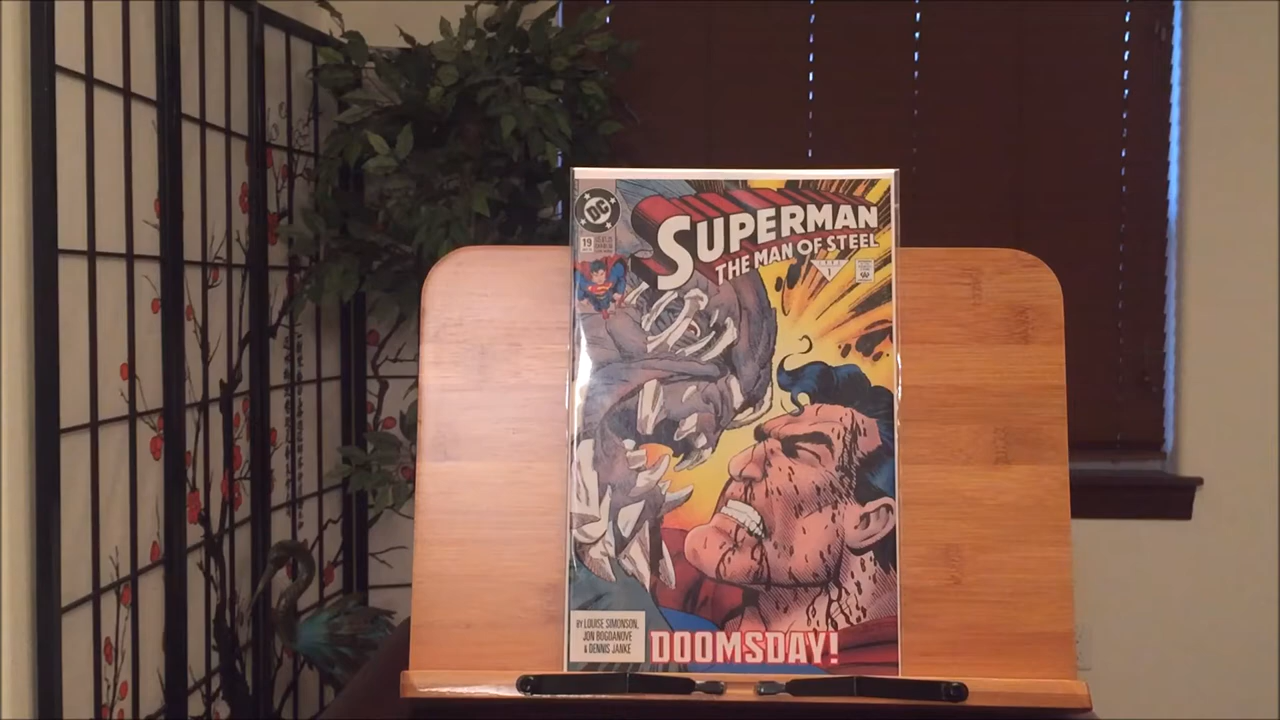 DC
19
SUPERMAN
THE MAN OF STEEL
1
BY LOUISE SIMONSON,
JON BOGDANOVE
& DENNIS JANKE
DOOMSDAY!